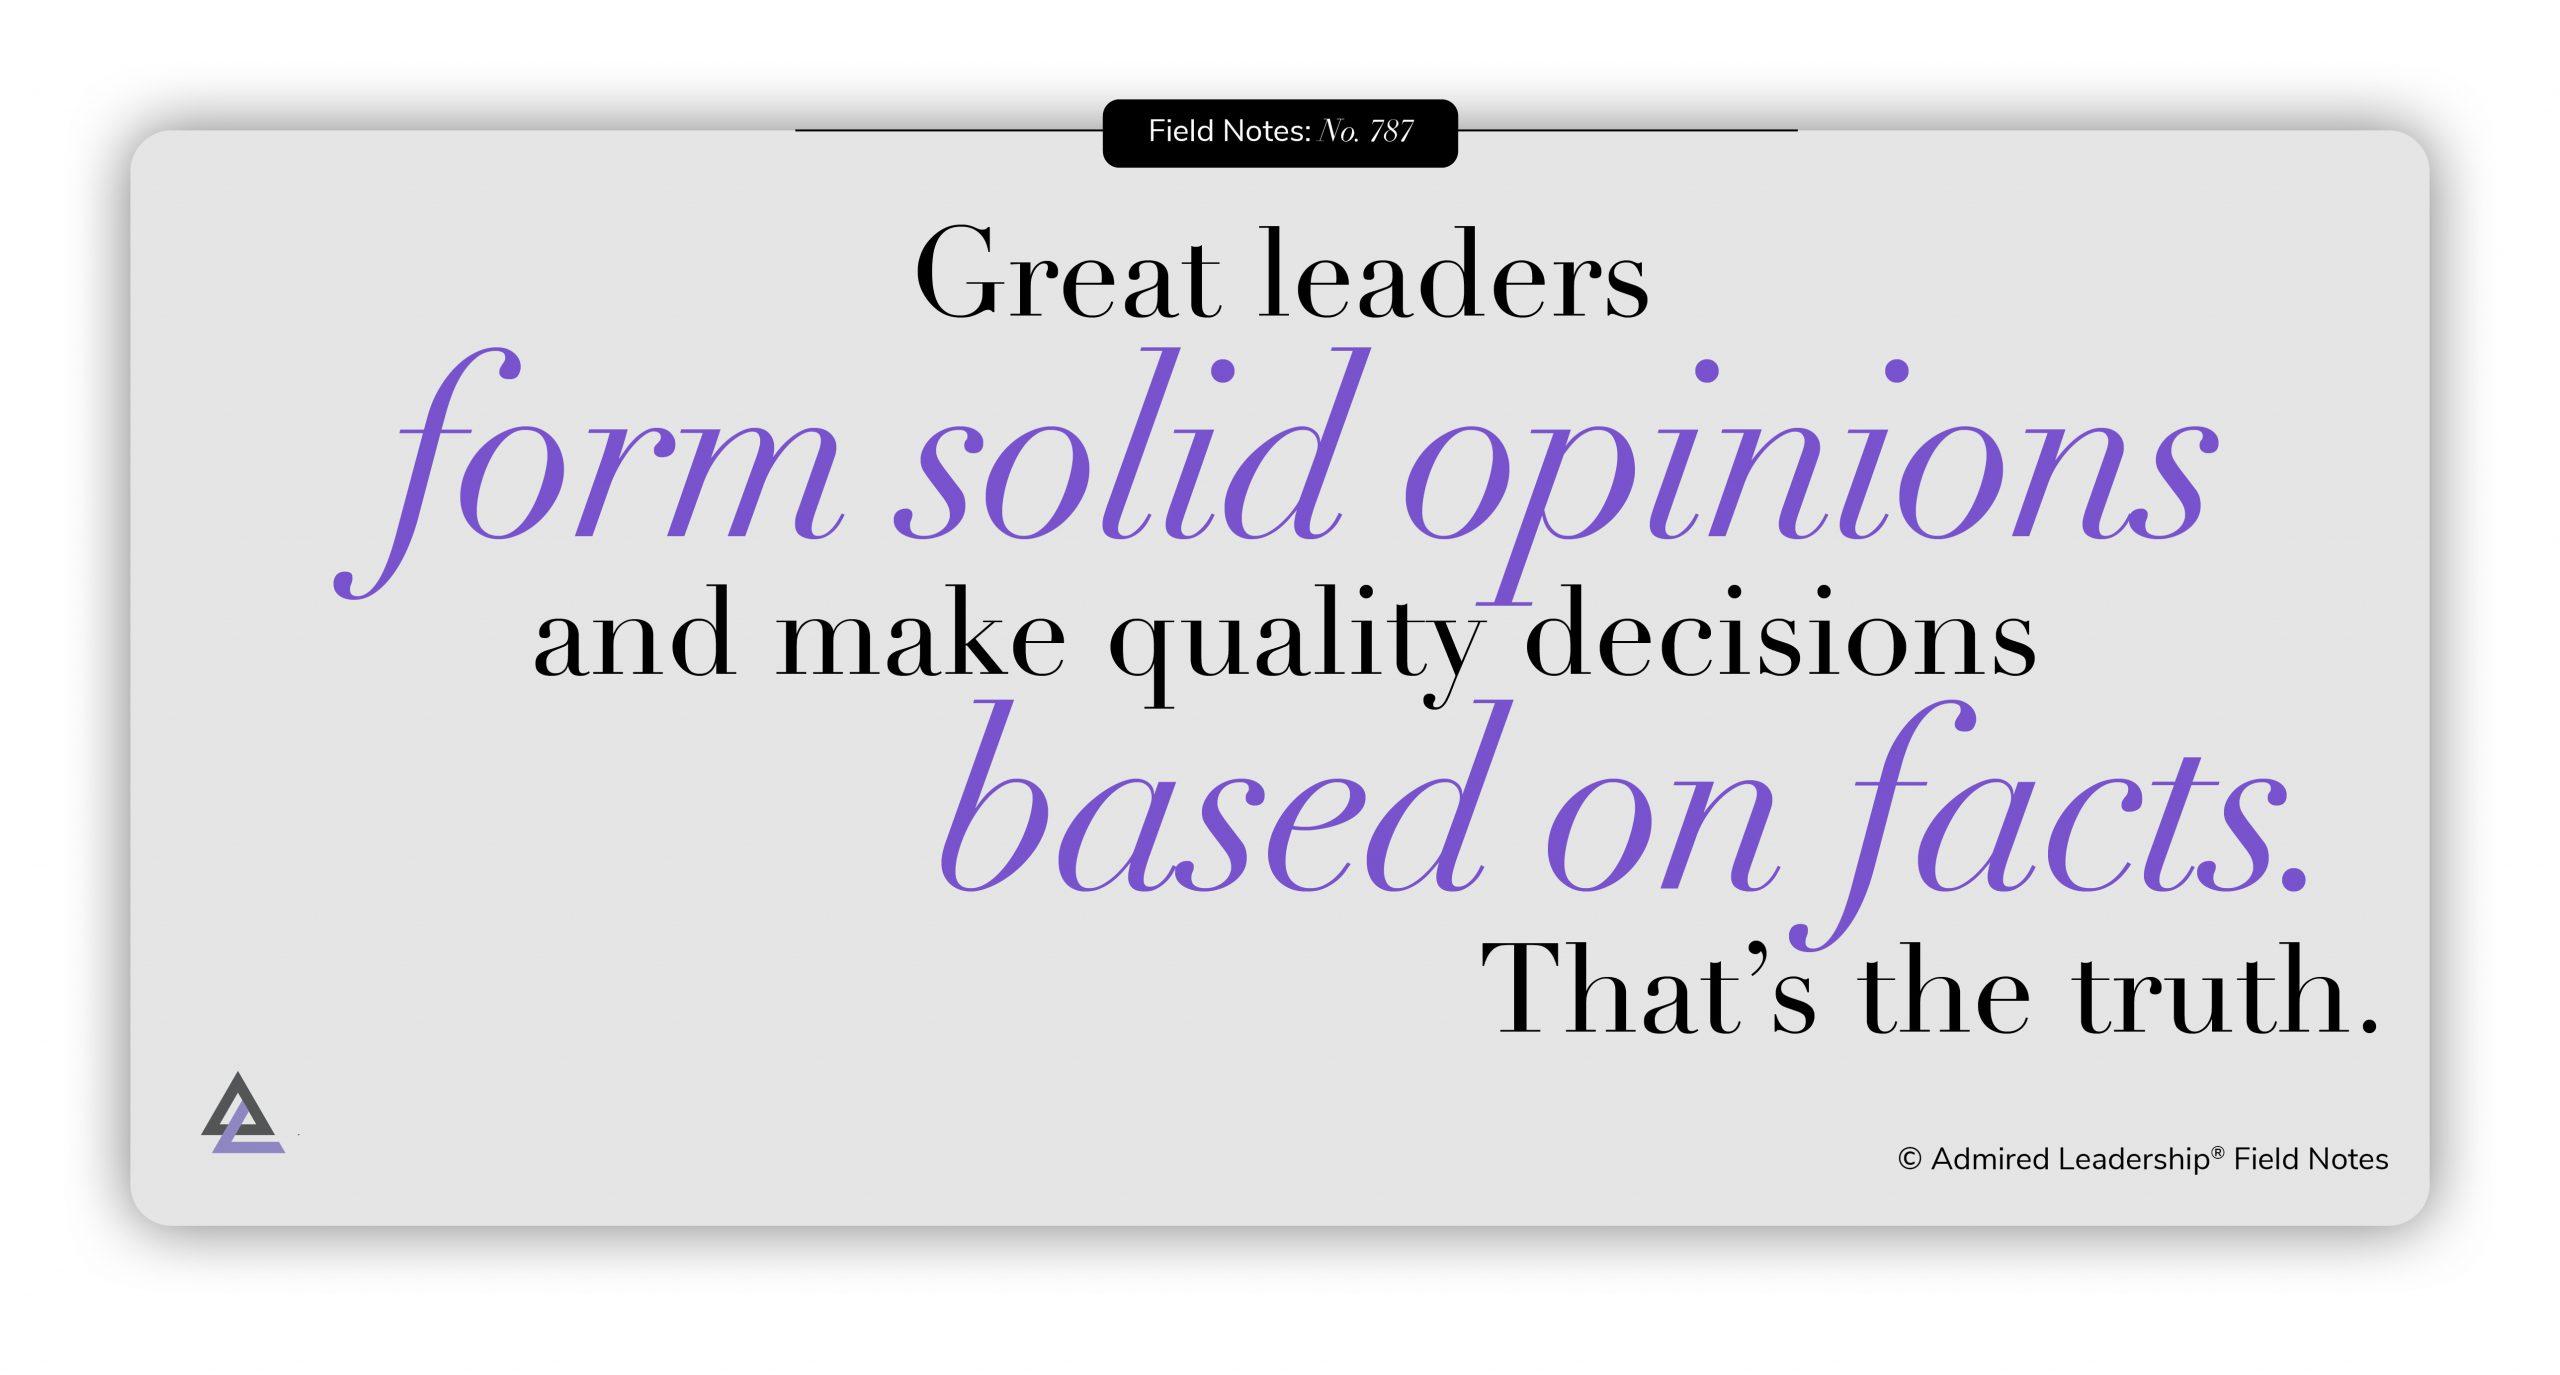 Field Notes: No. 787
Great leaders
form solid opinions
and make quality decisions
based on facts.
That’s the truth.
© Admired Leadership® Field Notes